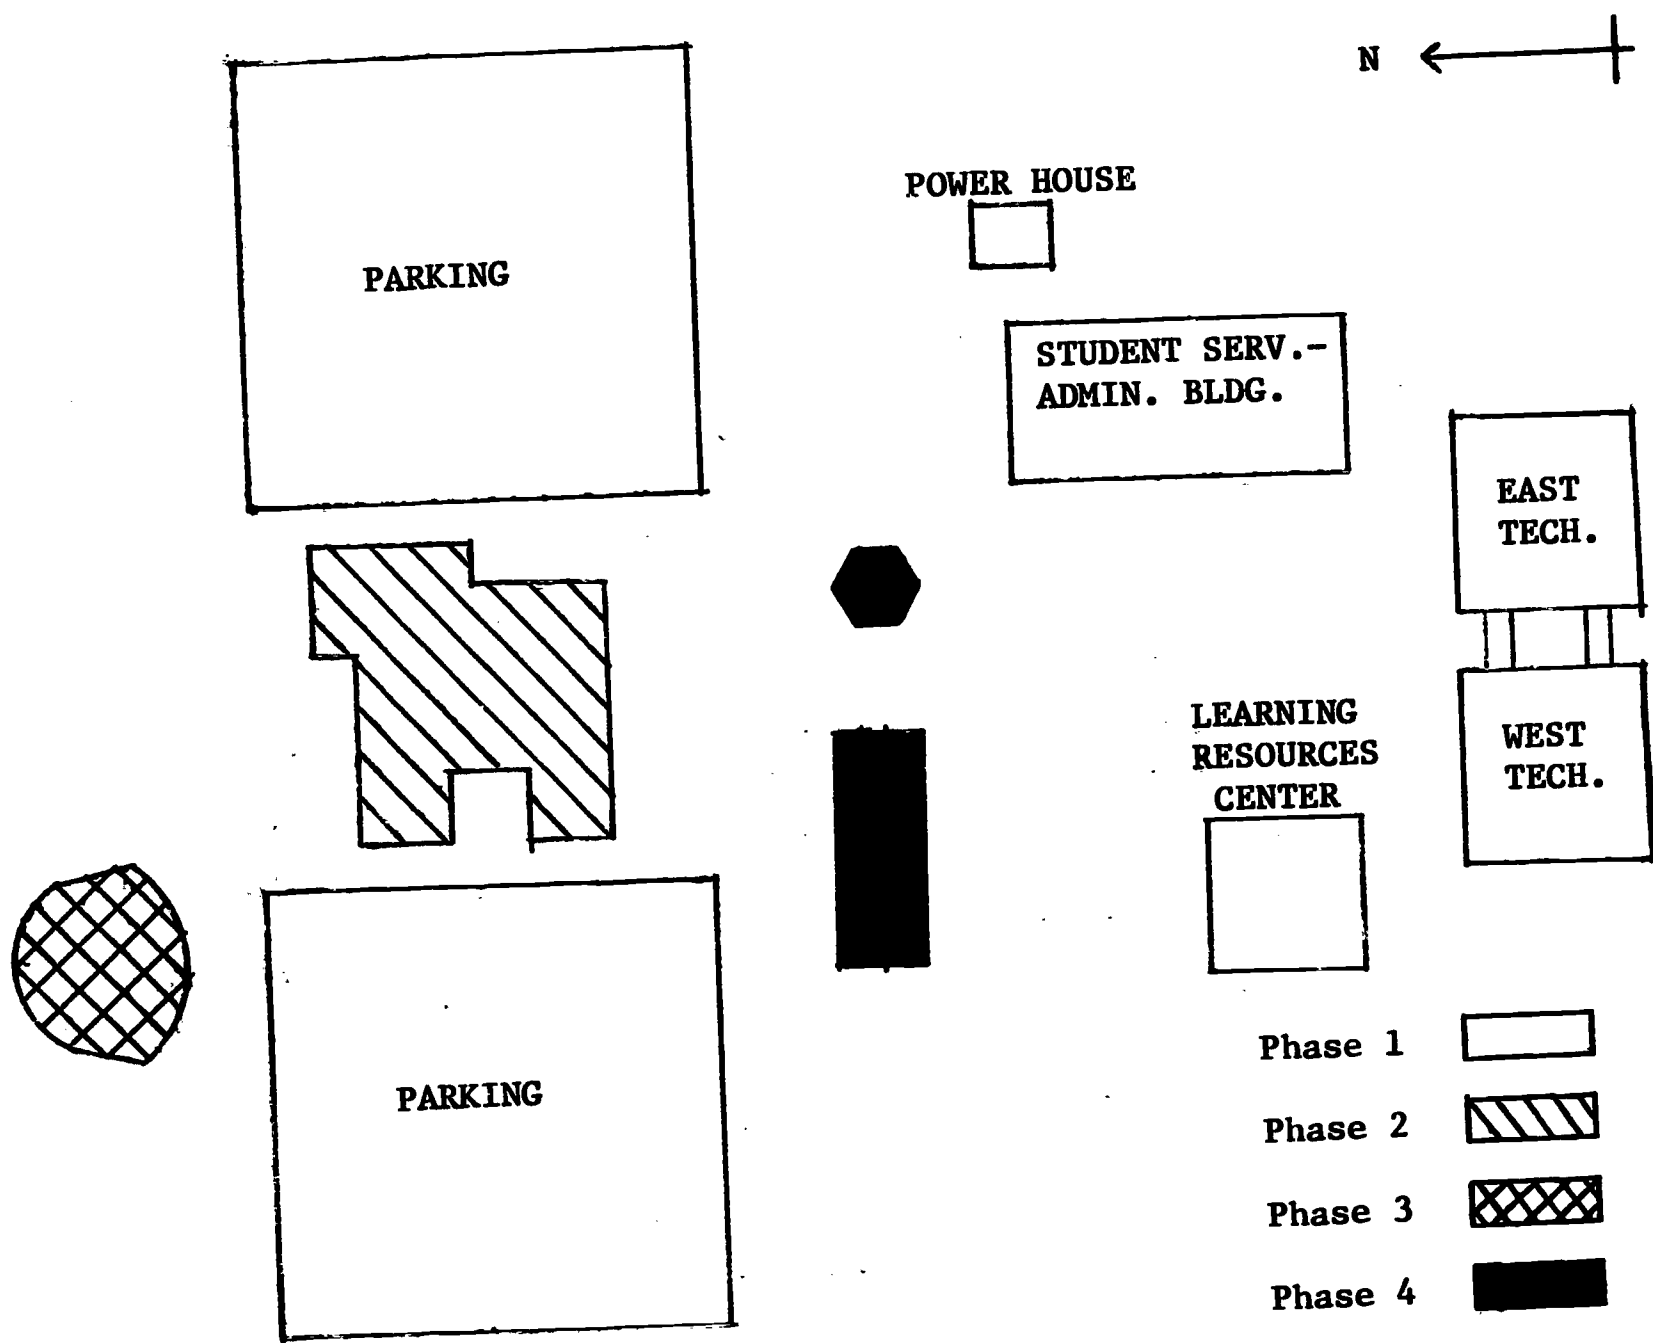 N
POWER HOUSE
PARKING
STUDENT SERV.-
ADMIN. BLDG.
EAST
TECH.
LEARNING
RESOURCES
CENTER
WEST
TECH.
PARKING
Phase 1
Phase 2
Phase 3
Phase 4